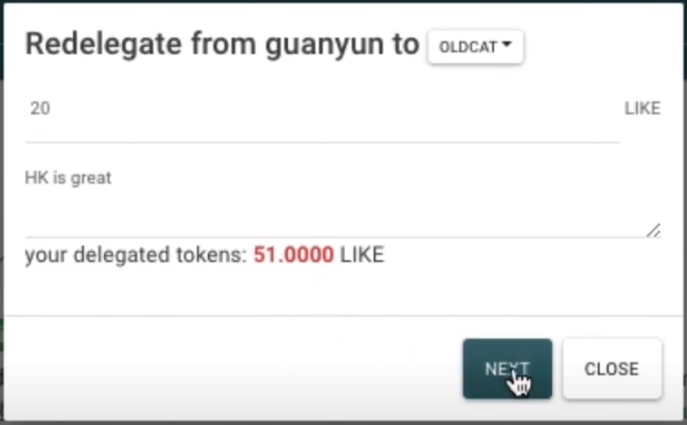 Redelegate from guanyun to OLDCAT
20 LIKE
HK is great
your delegated tokens: 51.0000 LIKE
NEXT CLOSE